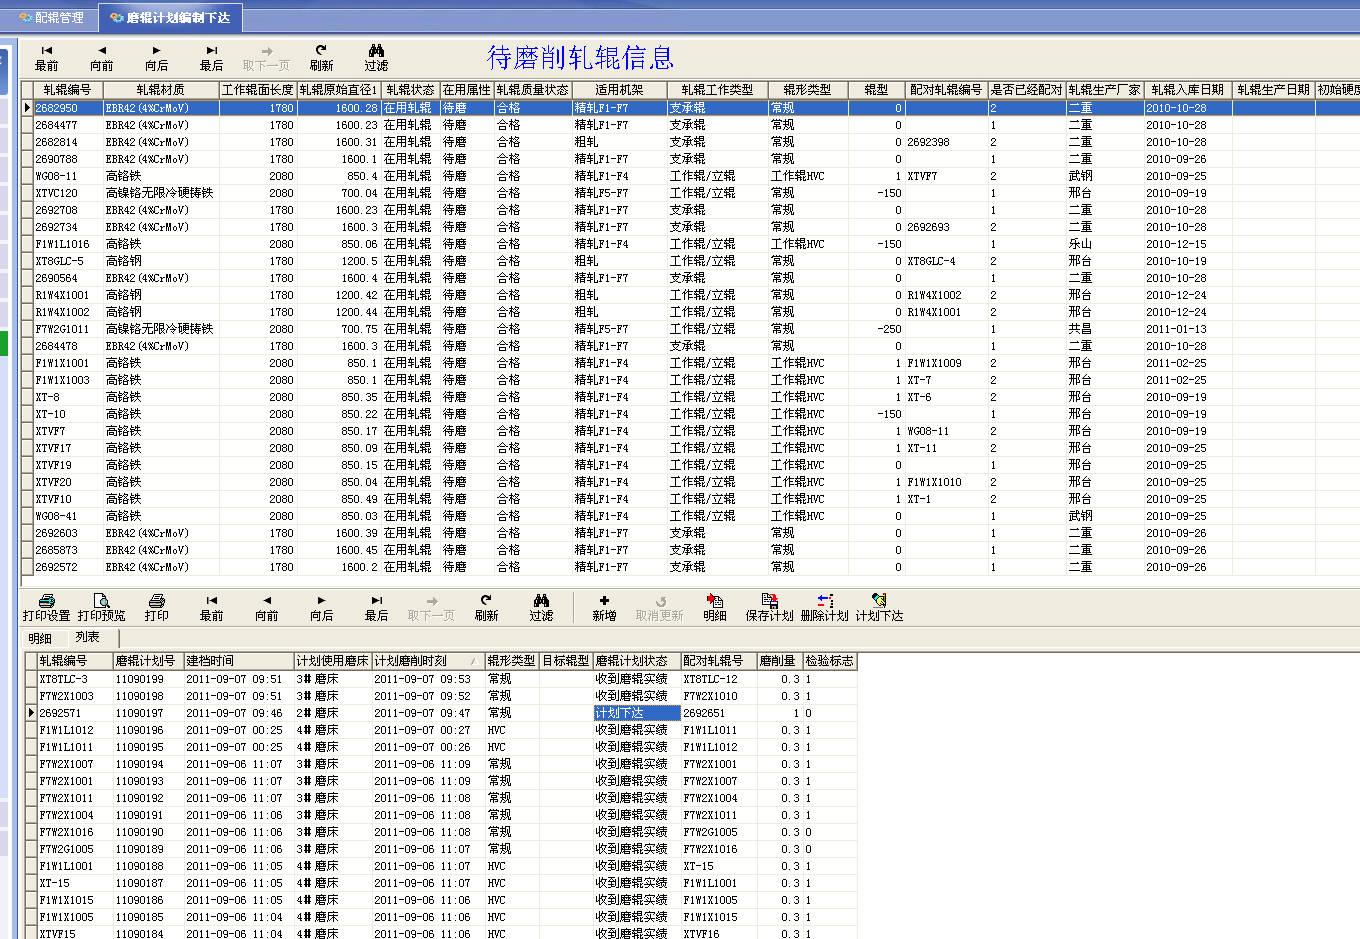 配辊管理 磨辊计划编制下达
最前 向前 向后 最后 取下一页 刷新 过滤 待磨削轧辊信息
轧辊编号 轧辊材质 工作辊面长度 轧辊原始直径1 轧辊状态 在用属性 轧辊质量状态 适用机架 轧辊工作类型 辊形类型 辊型 配对轧辊编号 是否已经配对 轧辊生产厂家 轧辊入库日期 轧辊生产日期 初始硬度
2682950 EBR42(4%CrMoV) 1780 1600.28 在用轧辊 待磨 合格 精轧F1-F7 支承辊 常规 0 2 二重 2010-10-28
2684477 EBR42(4%CrMoV) 1780 1600.23 在用轧辊 待磨 合格 精轧F1-F7 支承辊 常规 0 1 二重 2010-10-28
2682814 EBR42(4%CrMoV) 1780 1600.31 在用轧辊 待磨 合格 粗轧 支承辊 常规 0 2692398 2 二重 2010-10-28
2690788 EBR42(4%CrMoV) 1780 1600.1 在用轧辊 待磨 合格 精轧F1-F7 支承辊 常规 0 1 二重 2010-09-26
WG08-11 高铬铁 2080 850.4 在用轧辊 待磨 合格 精轧F1-F4 工作辊/立辊 工作辊HVC 1 XTVF7 2 武钢 2010-09-25
XTVC120 高镍铬无限冷硬铸铁 2080 700.04 在用轧辊 待磨 合格 精轧F5-F7 工作辊/立辊 常规 -150 1 邢台 2010-09-19
2692708 EBR42(4%CrMoV) 1780 1600.23 在用轧辊 待磨 合格 精轧F1-F7 支承辊 常规 0 1 二重 2010-10-28
2692734 EBR42(4%CrMoV) 1780 1600.3 在用轧辊 待磨 合格 精轧F1-F7 支承辊 常规 0 2692693 2 二重 2010-10-28
F1W1L1016 高铬铁 2080 850.06 在用轧辊 待磨 合格 精轧F1-F4 工作辊/立辊 工作辊HVC -150 1 乐山 2010-12-15
XT8GLC-5 高铬钢 2080 1200.5 在用轧辊 待磨 合格 粗轧 工作辊/立辊 常规 0 XT8GLC-4 2 邢台 2010-10-19
2690564 EBR42(4%CrMoV) 1780 1600.4 在用轧辊 待磨 合格 精轧F1-F7 支承辊 常规 0 1 二重 2010-10-28
R1W4X1001 高铬钢 1780 1200.42 在用轧辊 待磨 合格 粗轧 工作辊/立辊 常规 0 R1W4X1002 2 邢台 2010-12-24
R1W4X1002 高铬钢 1780 1200.44 在用轧辊 待磨 合格 粗轧 工作辊/立辊 常规 0 R1W4X1001 2 邢台 2010-12-24
F7W2G1011 高镍铬无限冷硬铸铁 2080 700.75 在用轧辊 待磨 合格 精轧F5-F7 工作辊/立辊 常规 -250 1 共昌 2011-01-13
2684478 EBR42(4%CrMoV) 1780 1600.3 在用轧辊 待磨 合格 精轧F1-F7 支承辊 常规 0 1 二重 2010-10-28
F1W1X1001 高铬铁 2080 850.1 在用轧辊 待磨 合格 精轧F1-F4 工作辊/立辊 工作辊HVC 1 F1W1X1009 2 邢台 2011-02-25
F1W1X1003 高铬铁 2080 850.1 在用轧辊 待磨 合格 精轧F1-F4 工作辊/立辊 工作辊HVC 1 XT-7 2 邢台 2011-02-25
XT-8 高铬铁 2080 850.35 在用轧辊 待磨 合格 精轧F1-F4 工作辊/立辊 工作辊HVC 1 XT-6 2 邢台 2010-09-19
XT-10 高铬铁 2080 850.22 在用轧辊 待磨 合格 精轧F1-F4 工作辊/立辊 工作辊HVC -150 1 邢台 2010-09-19
XTVF7 高铬铁 2080 850.17 在用轧辊 待磨 合格 精轧F1-F4 工作辊/立辊 工作辊HVC 1 WG08-11 2 邢台 2010-09-19
XTVF17 高铬铁 2080 850.09 在用轧辊 待磨 合格 精轧F1-F4 工作辊/立辊 工作辊HVC 1 XT-11 2 邢台 2010-09-25
XTVF19 高铬铁 2080 850.15 在用轧辊 待磨 合格 精轧F1-F4 工作辊/立辊 工作辊HVC 0 1 邢台 2010-09-25
XTVF20 高铬铁 2080 850.04 在用轧辊 待磨 合格 精轧F1-F4 工作辊/立辊 工作辊HVC 1 F1W1X1010 2 邢台 2010-09-25
XTVF10 高铬铁 2080 850.49 在用轧辊 待磨 合格 精轧F1-F4 工作辊/立辊 工作辊HVC 1 XT-1 2 邢台 2010-09-25
WG08-41 高铬铁 2080 850.03 在用轧辊 待磨 合格 精轧F1-F4 工作辊/立辊 工作辊HVC 0 1 武钢 2010-09-25
2692603 EBR42(4%CrMoV) 1780 1600.39 在用轧辊 待磨 合格 精轧F1-F7 支承辊 常规 0 1 二重 2010-09-26
2685873 EBR42(4%CrMoV) 1780 1600.45 在用轧辊 待磨 合格 精轧F1-F7 支承辊 常规 0 1 二重 2010-09-26
2692572 EBR42(4%CrMoV) 1780 1600.2 在用轧辊 待磨 合格 精轧F1-F7 支承辊 常规 0 1 二重 2010-09-26
打印设置 打印预览 打印 最前 向前 向后 最后 取下一页 刷新 过滤 新增 取消更新 明细 保存计划 删除计划 计划下达
明细 列表
轧辊编号 磨辊计划号 建档时间 计划使用磨床 计划磨削时刻 辊形类型 目标辊型 磨辊计划状态 配对轧辊号 磨削量 检验标志
XT8TLC-3 11090199 2011-09-07 09:51 3# 磨床 2011-09-07 09:53 常规 收到磨辊实绩 XT8TLC-12 0.3 1
F7W2X1003 11090198 2011-09-07 09:51 3# 磨床 2011-09-07 09:52 常规 收到磨辊实绩 F7W2X1010 0.3 1
2692571 11090197 2011-09-07 09:46 2# 磨床 2011-09-07 09:47 常规 计划下达 2692651 1 0
F1W1L1012 11090196 2011-09-07 00:25 4# 磨床 2011-09-07 00:27 HVC 收到磨辊实绩 F1W1L1011 0.3 1
F1W1L1011 11090195 2011-09-07 00:25 4# 磨床 2011-09-07 00:26 HVC 收到磨辊实绩 F1W1L1012 0.3 1
F7W2X1007 11090194 2011-09-06 11:07 3# 磨床 2011-09-06 11:09 常规 收到磨辊实绩 F7W2X1001 0.3 1
F7W2X1001 11090193 2011-09-06 11:07 3# 磨床 2011-09-06 11:09 常规 收到磨辊实绩 F7W2X1007 0.3 1
F7W2X1011 11090192 2011-09-06 11:07 3# 磨床 2011-09-06 11:08 常规 收到磨辊实绩 F7W2X1004 0.3 1
F7W2X1004 11090191 2011-09-06 11:06 3# 磨床 2011-09-06 11:08 常规 收到磨辊实绩 F7W2X1011 0.3 1
F7W2X1016 11090190 2011-09-06 11:06 3# 磨床 2011-09-06 11:08 常规 收到磨辊实绩 F7W2G1005 0.3 0
F7W2G1005 11090189 2011-09-06 11:06 3# 磨床 2011-09-06 11:07 常规 收到磨辊实绩 F7W2X1016 0.3 0
F1W1L1001 11090188 2011-09-06 11:05 4# 磨床 2011-09-06 11:07 HVC 收到磨辊实绩 XT-15 0.3 1
XT-15 11090187 2011-09-06 11:05 4# 磨床 2011-09-06 11:07 HVC 收到磨辊实绩 F1W1L1001 0.3 1
F1W1X1015 11090186 2011-09-06 11:05 4# 磨床 2011-09-06 11:06 HVC 收到磨辊实绩 F1W1X1005 0.3 1
F1W1X1005 11090185 2011-09-06 11:04 4# 磨床 2011-09-06 11:06 HVC 收到磨辊实绩 F1W1X1015 0.3 1
XTVF15 11090184 2011-09-06 11:04 4# 磨床 2011-09-06 11:06 HVC 收到磨辊实绩 XTVF16 0.3 1